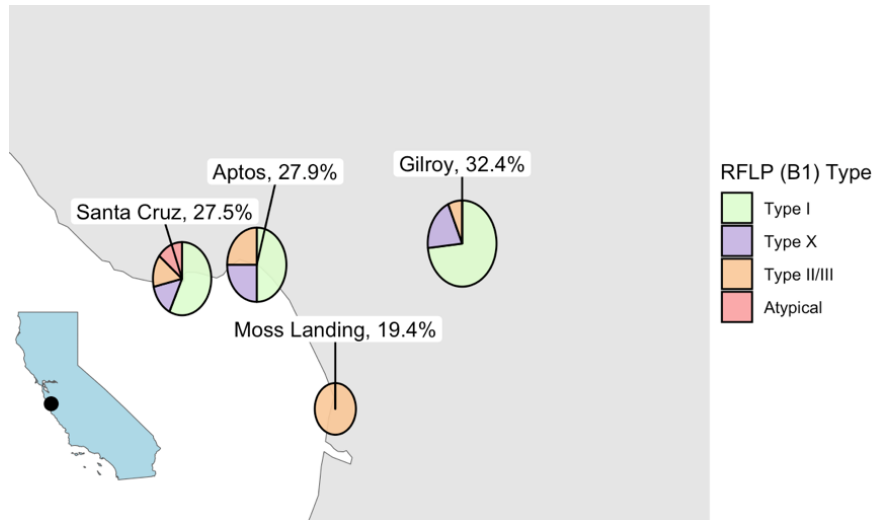 Gilroy, 32.4%
Aptos, 27.9%
Santa Cruz, 27.5%
Moss Landing, 19.4%
RFLP (B1) Type
Type I
Type X
Type II/III
Atypical